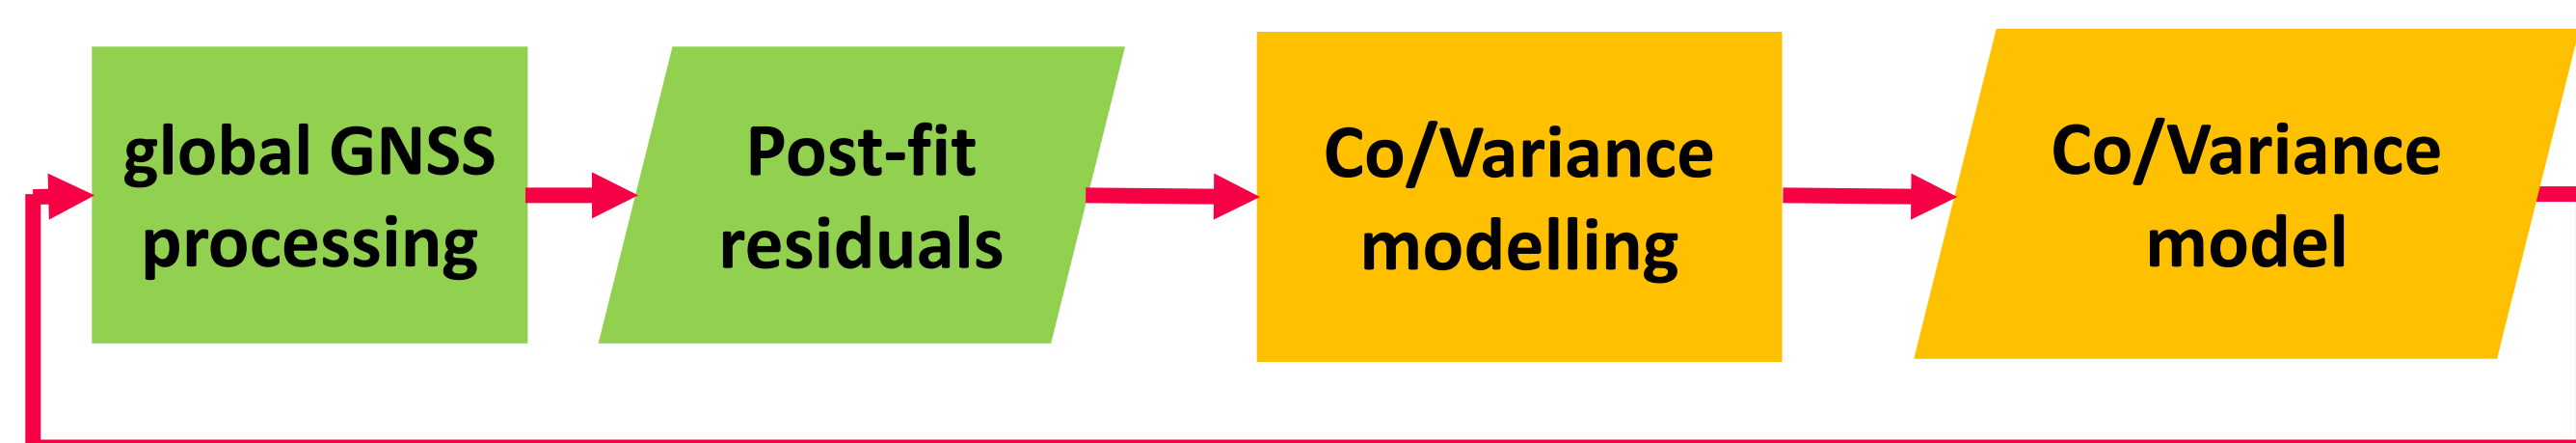 global GNSS
processing
Post-fit
residuals
Co/Variance
modelling
Co/Variance
model